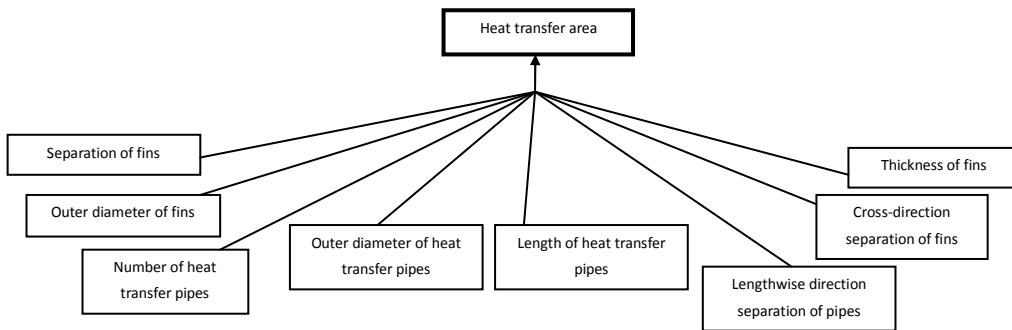 Heat transfer area
Separation of fins
Thickness of fins
Outer diameter of fins
Cross-direction
separation of fins
Number of heat
transfer pipes
Outer diameter of heat
transfer pipes
Length of heat transfer
pipes
Lengthwise direction
separation of pipes